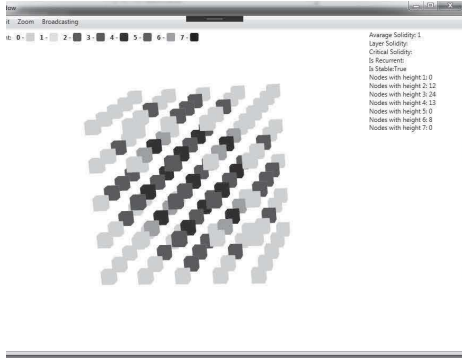 Zoom Broadcasting
0 - 1 - 2 - 3 - 4 - 5 - 6 - 7 -
Avarage Solidity: 1
Layer Solidity:
Critical Solidity:
Is Recurrent:
Is Stable:True
Nodes with height 1: 0
Nodes with height 2: 12
Nodes with height 3: 24
Nodes with height 4: 13
Nodes with height 5: 0
Nodes with height 6: 8
Nodes with height 7: 0